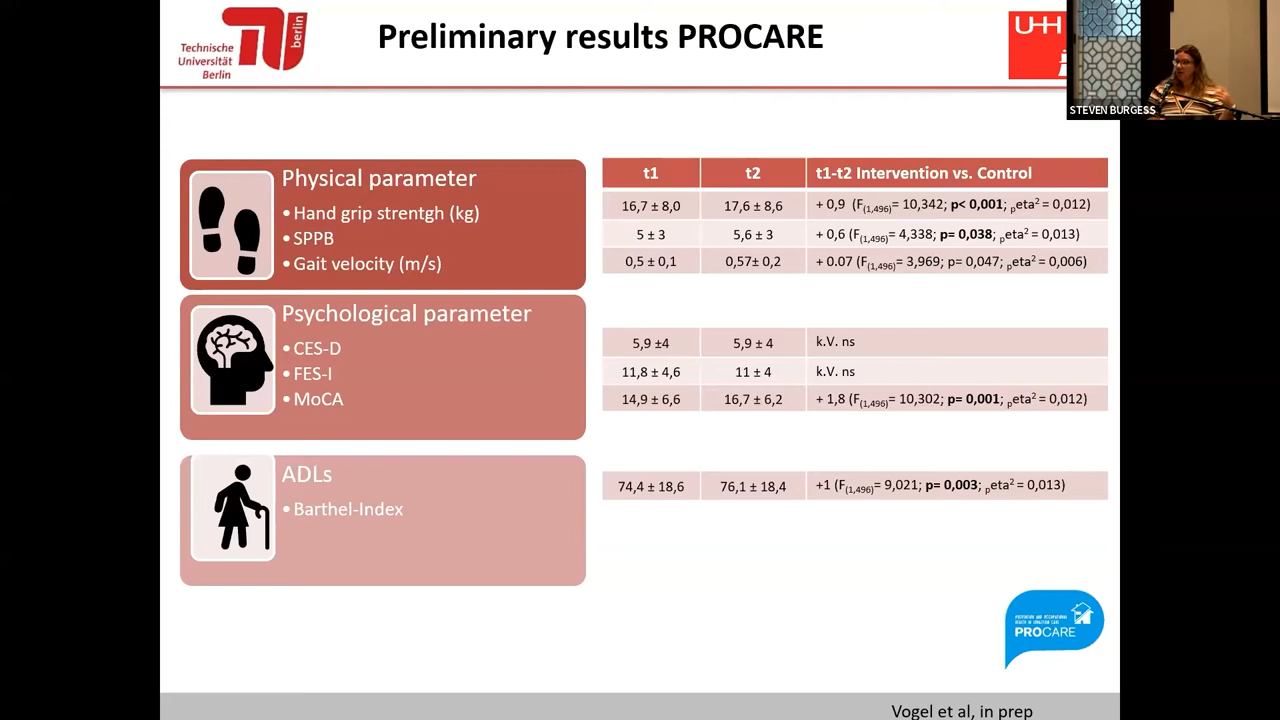 Technische
Universität
Berlin
berlin
Preliminary results PROCARE
UHH
STEVEN BURGESS
Physical parameter
• Hand grip strentgh (kg)
• SPPB
• Gait velocity (m/s)
t1 t2 t1-t2 Intervention vs. Control
16,7 ± 8,0 17,6 ± 8,6 + 0,9 (F(1,496)= 10,342; p< 0,001; peta² = 0,012)
5 ± 3 5,6 ± 3 + 0,6 (F(1,496)= 4,338; p= 0,038; peta² = 0,013)
0,5 ± 0,1 0,57± 0,2 + 0.07 (F(1,496)= 3,969; p= 0,047; peta² = 0,006)
Psychological parameter
• CES-D
• FES-I
• MoCA
5,9 ±4 5,9 ± 4 k.V. ns
11,8 ± 4,6 11 ± 4 k.V. ns
14,9 ± 6,6 16,7 ± 6,2 + 1,8 (F(1,496)= 10,302; p= 0,001; peta² = 0,012)
ADLs
• Barthel-Index
74,4 ± 18,6 76,1 ± 18,4 +1 (F(1,496)= 9,021; p= 0,003; peta² = 0,013)
PREVENTION AND OCCUPATIONAL
HEALTH IN LONGTERM CARE
PROCARE
Vogel et al, in prep